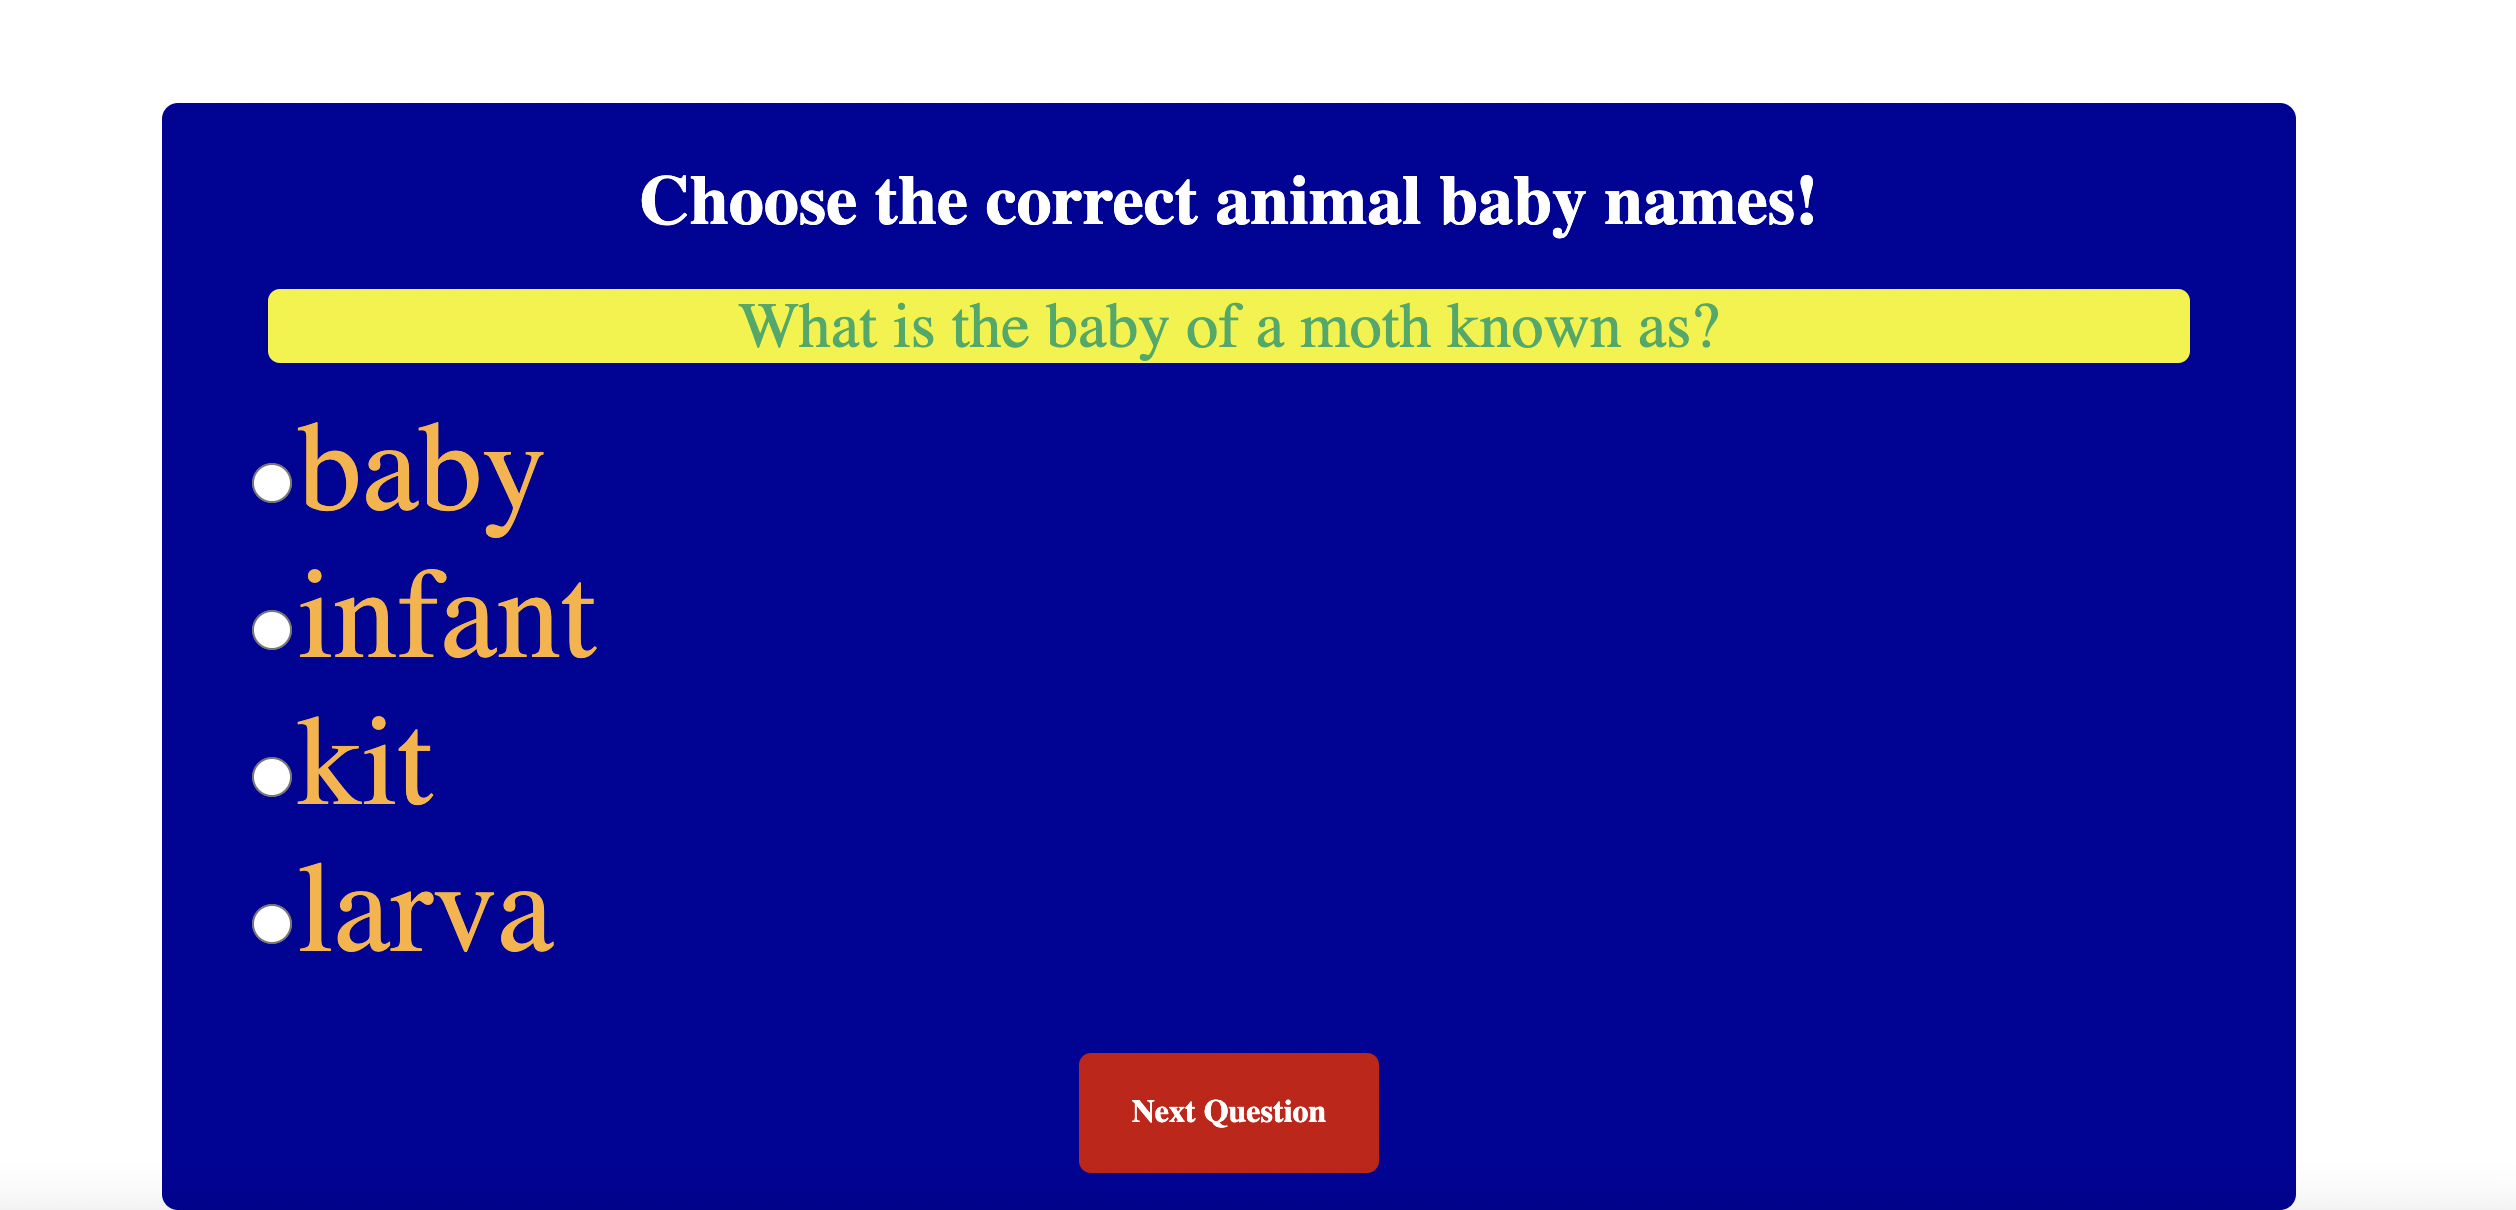 Choose the correct animal baby names!
What is the baby of a moth known as?
baby
infant
kit
larva
Next Question